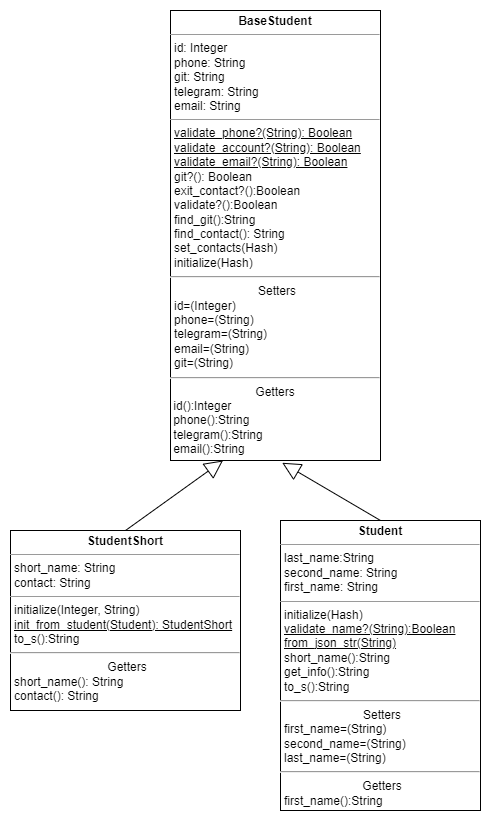 BaseStudent
id: Integer
phone: String
git: String
telegram: String
email: String
validate_phone?(String): Boolean
validate_account?(String): Boolean
validate_email?(String): Boolean
git?(): Boolean
exit_contact?():Boolean
validate?():Boolean
find_git():String
find_contact(): String
set_contacts(Hash)
initialize(Hash)
Setters
id=(Integer)
phone=(String)
telegram=(String)
email=(String)
git=(String)
Getters
id():Integer
phone():String
telegram():String
email():String
StudentShort
short_name: String
contact: String
initialize(Integer, String)
init_from_student(Student): StudentShort
to_s():String
Getters
short_name(): String
contact(): String
Student
last_name:String
second_name: String
first_name: String
initialize(Hash)
validate_name?(String):Boolean
from_json_str(String)
short_name():String
get_info():String
to_s():String
Setters
first_name=(String)
second_name=(String)
last_name=(String)
Getters
first_name():String